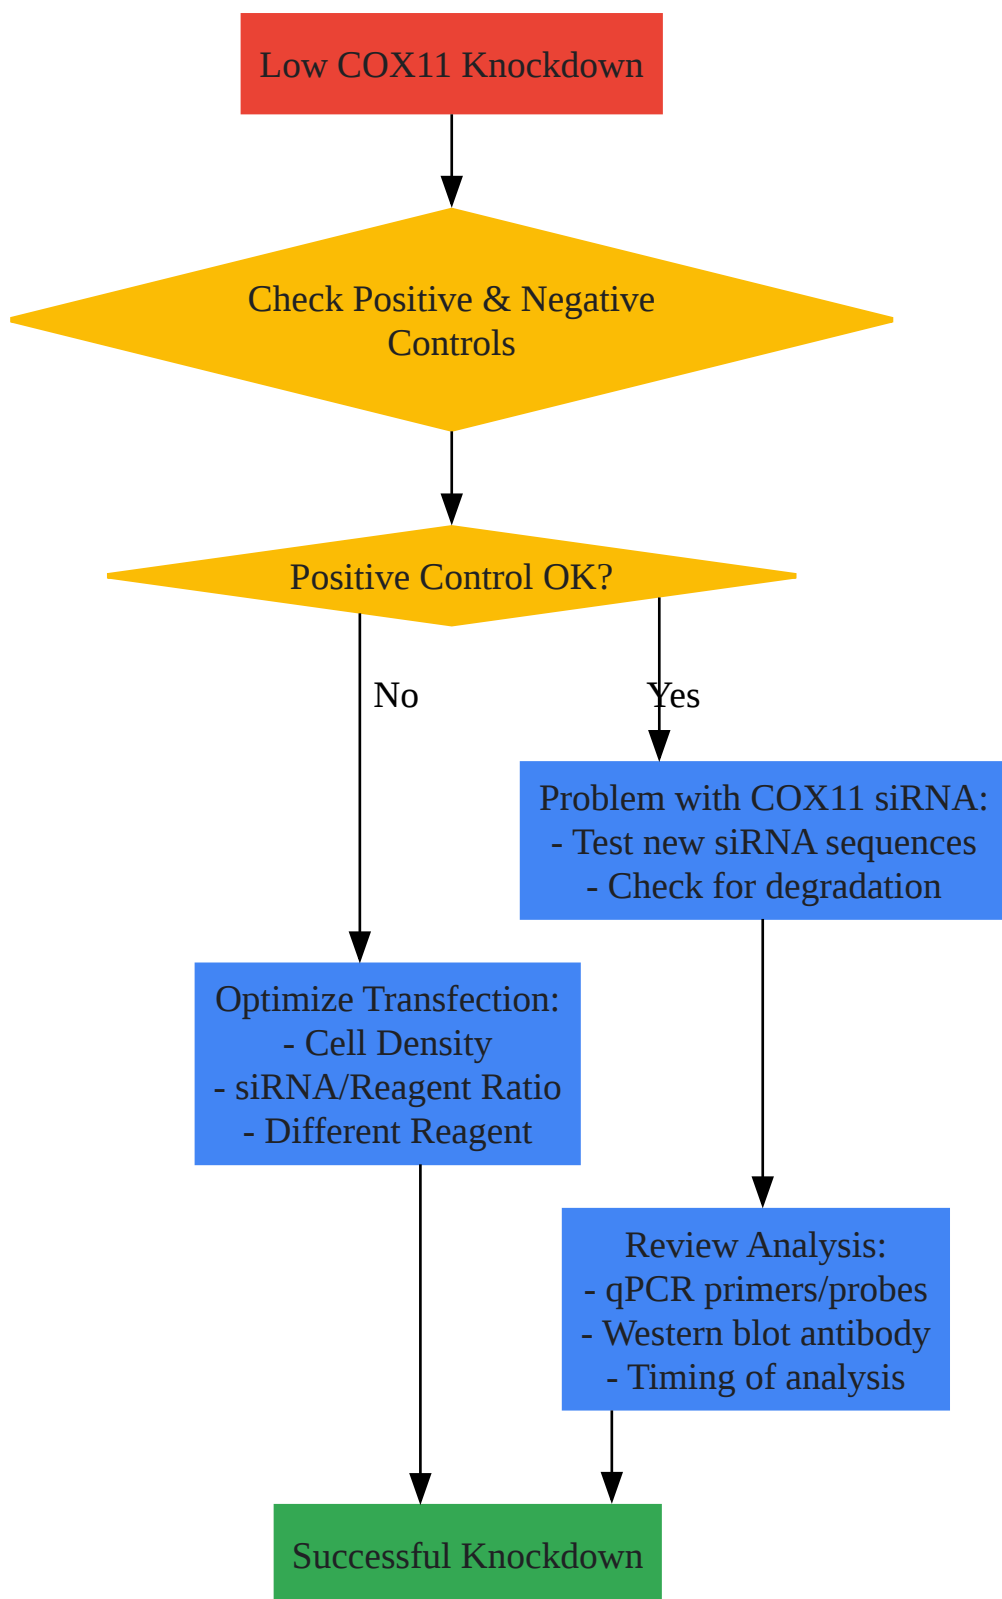 Low COX11 Knockdown
Check Positive & Negative
Controls
Positive Control OK?
No
Yes
Problem with COX11 siRNA:
- Test new siRNA sequences
- Check for degradation
Optimize Transfection:
- Cell Density
- siRNA/Reagent Ratio
- Different Reagent
Review Analysis:
- qPCR primers/probes
- Western blot antibody
- Timing of analysis
Successful Knockdown